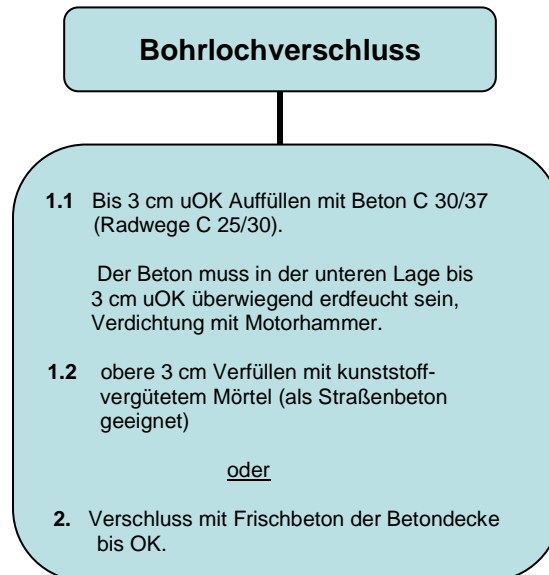 Bohrlochverschluss
1.1 Bis 3 cm uOK Auffüllen mit Beton C 30/37
(Radwege C 25/30).
Der Beton muss in der unteren Lage bis
3 cm uOK überwiegend erdfeucht sein,
Verdichtung mit Motorhammer.
1.2 obere 3 cm Verfüllen mit kunststoff-
vergütetem Mörtel (als Straßenbeton
geeignet)
oder
2. Verschluss mit Frischbeton der Betondecke
bis OK.